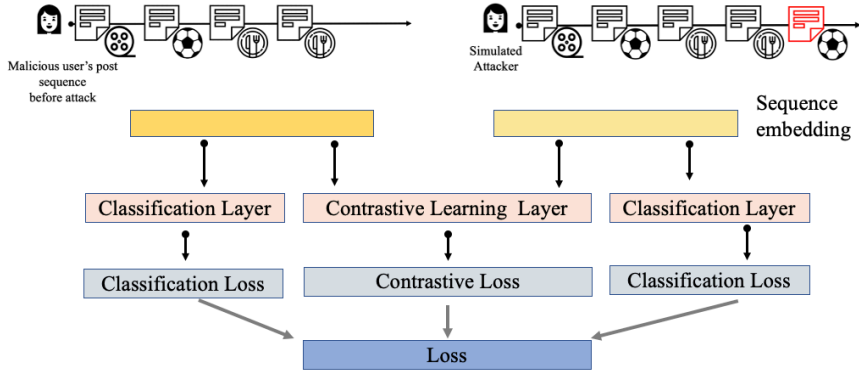 Malicious user's post
sequence
before attack
Simulated
Attacker
Sequence
embedding
Classification Layer
Contrastive Learning Layer
Classification Layer
Classification Loss
Contrastive Loss
Classification Loss
Loss